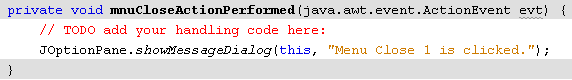 private void mnuCloseActionPerformed(java.awt.event.ActionEvent evt) {
    // TODO add your handling code here:
    JOptionPane.showMessageDialog(this, "Menu Close 1 is clicked.");
}